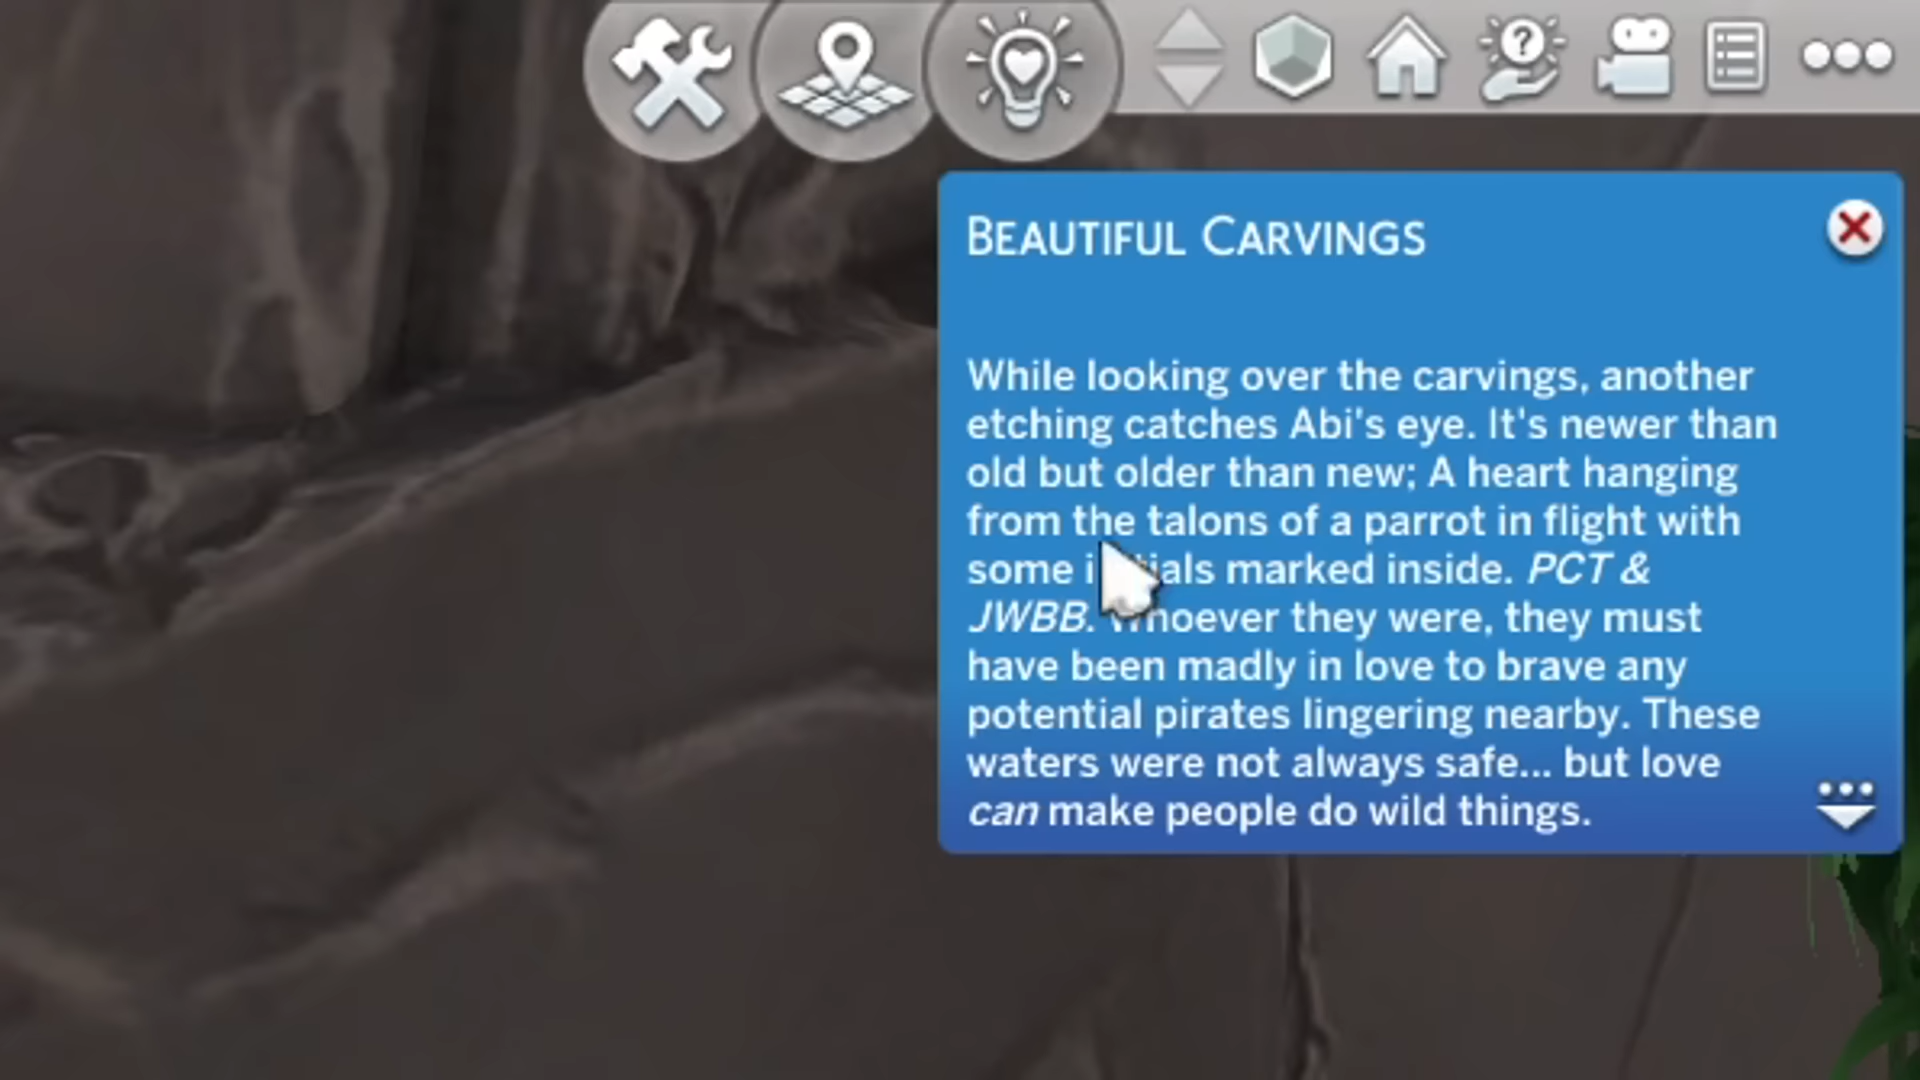 BEAUTIFUL CARVINGS
While looking over the carvings, another
etching catches Abi's eye. It's newer than
old but older than new; A heart hanging
from the talons of a parrot in flight with
some initials marked inside. PCT &
JWBB. Whoever they were, they must
have been madly in love to brave any
potential pirates lingering nearby. These
waters were not always safe... but love
can make people do wild things.